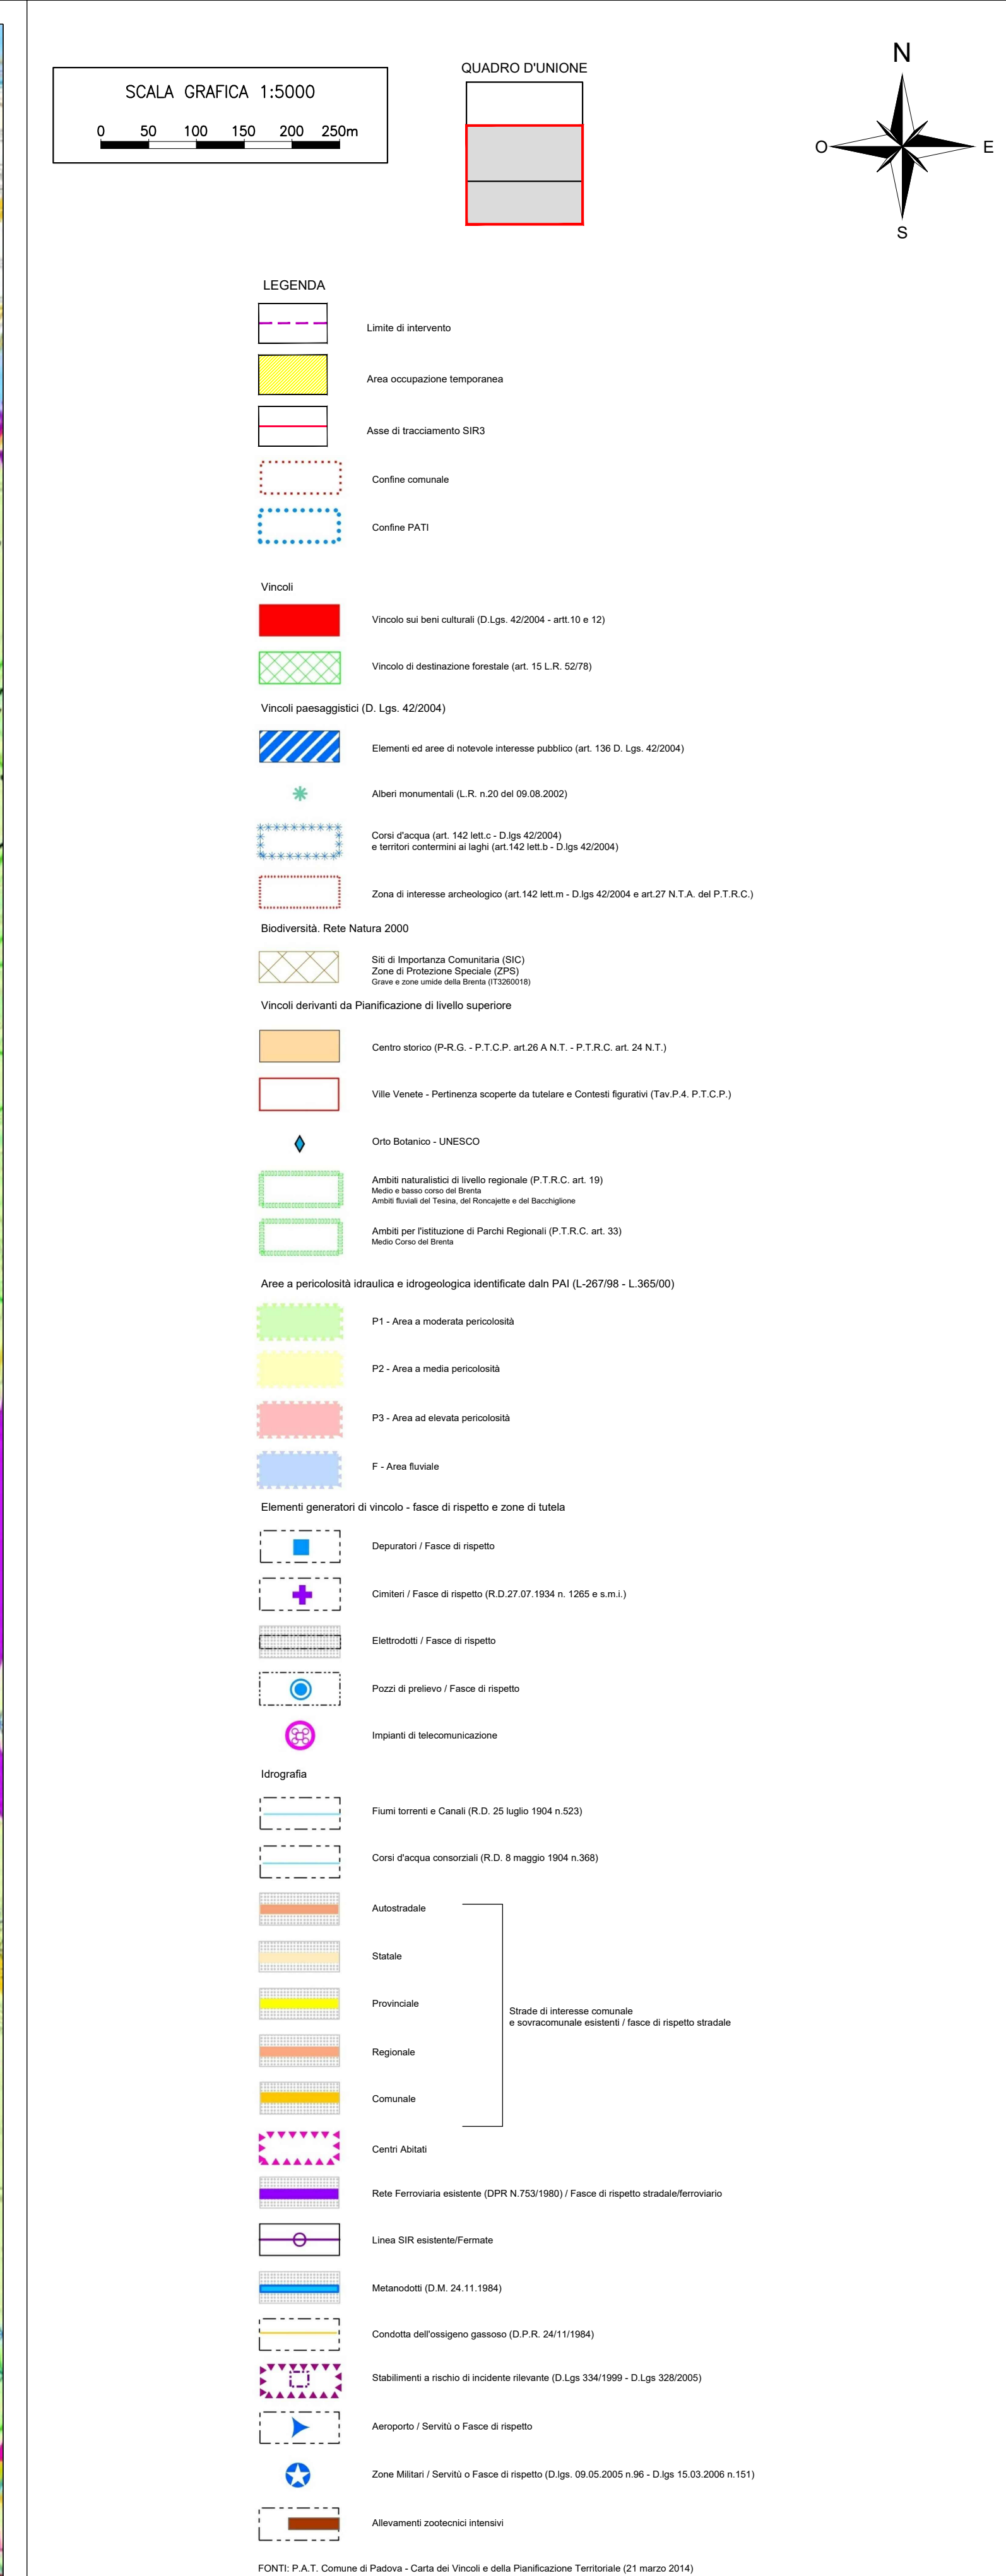 SCALA GRAFICA 1:5000
0 50 100 150 200 250m
QUADRO D'UNIONE
N
O
E
S
LEGENDA
Limite di intervento
Area occupazione temporanea
Asse di tracciamento SIR3
Confine comunale
Confine PATI
Vincoli
Vincolo sui beni culturali (D.Lgs. 42/2004 - artt.10 e 12)
Vincolo di destinazione forestale (art. 15 L.R. 52/78)
Vincoli paesaggistici (D. Lgs. 42/2004)
Elementi ed aree di notevole interesse pubblico (art. 136 D. Lgs. 42/2004)
Alberi monumentali (L.R. n.20 del 09.08.2002)
Corsi d'acqua (art. 142 lett.c - D.lgs 42/2004)
e territori contermini ai laghi (art.142 lett.b - D.lgs 42/2004)
Zona di interesse archeologico (art.142 lett.m - D.lgs 42/2004 e art.27 N.T.A. del P.T.R.C.)
Biodiversità. Rete Natura 2000
Siti di Importanza Comunitaria (SIC)
Zone di Protezione Speciale (ZPS)
Grave e zone umide della Brenta (IT3260018)
Vincoli derivanti da Pianificazione di livello superiore
Centro storico (P-R.G. - P.T.C.P. art.26 A N.T. - P.T.R.C. art. 24 N.T.)
Ville Venete - Pertinenza scoperte da tutelare e Contesti figurativi (Tav.P.4. P.T.C.P.)
Orto Botanico - UNESCO
Ambiti naturalistici di livello regionale (P.T.R.C. art. 19)
Medio e basso corso del Brenta
Ambiti fluviali del Tesina, del Roncajette e del Bacchiglione
Ambiti per l'istituzione di Parchi Regionali (P.T.R.C. art. 33)
Medio Corso del Brenta
Aree a pericolosità idraulica e idrogeologica identificate daln PAI (L-267/98 - L.365/00)
P1 - Area a moderata pericolosità
P2 - Area a media pericolosità
P3 - Area ad elevata pericolosità
F - Area fluviale
Elementi generatori di vincolo - fasce di rispetto e zone di tutela
Depuratori / Fasce di rispetto
Cimiteri / Fasce di rispetto (R.D.27.07.1934 n. 1265 e s.m.i.)
Elettrodotti / Fasce di rispetto
Pozzi di prelievo / Fasce di rispetto
Impianti di telecomunicazione
Idrografia
Fiumi torrenti e Canali (R.D. 25 luglio 1904 n.523)
Corsi d'acqua consorziali (R.D. 8 maggio 1904 n.368)
Autostradale
Statale
Provinciale
Strade di interesse comunale
e sovracomunale esistenti / fasce di rispetto stradale
Regionale
Comunale
Centri Abitati
Rete Ferroviaria esistente (DPR N.753/1980) / Fasce di rispetto stradale/ferroviario
Linea SIR esistente/Fermate
Metanodotti (D.M. 24.11.1984)
Condotta dell'ossigeno gassoso (D.P.R. 24/11/1984)
Stabilimenti a rischio di incidente rilevante (D.Lgs 334/1999 - D.Lgs 328/2005)
Aeroporto / Servitù o Fasce di rispetto
Zone Militari / Servitù o Fasce di rispetto (D.lgs. 09.05.2005 n.96 - D.lgs 15.03.2006 n.151)
Allevamenti zootecnici intensivi
FONTI: P.A.T. Comune di Padova - Carta dei Vincoli e della Pianificazione Territoriale (21 marzo 2014)